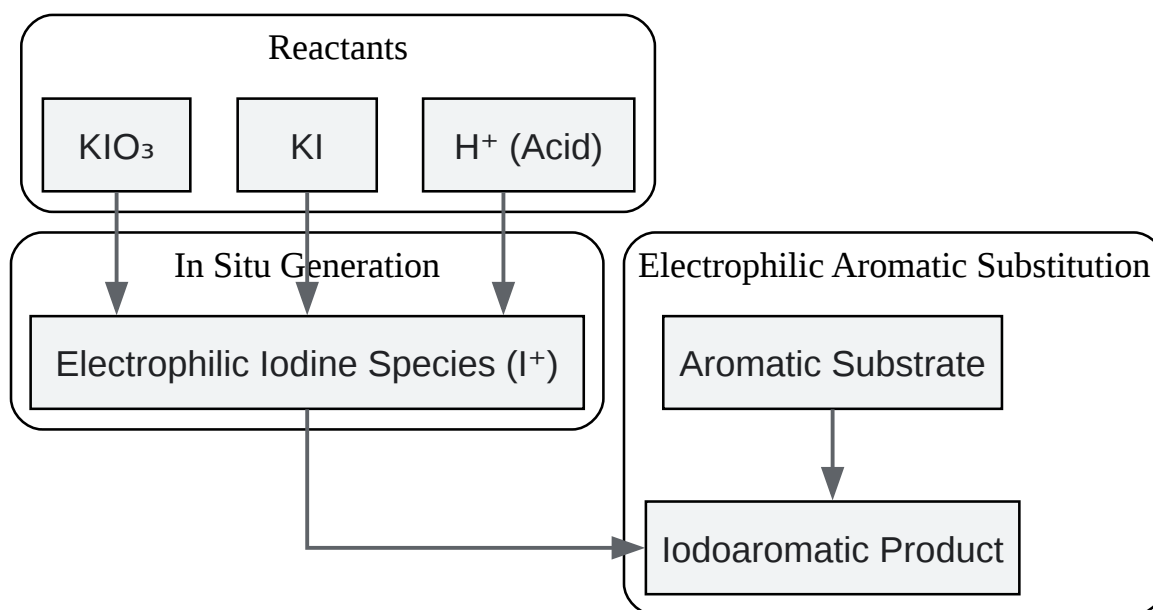 Reactants
KIO₃
KI
H⁺ (Acid)
In Situ Generation
Electrophilic Aromatic Substitution
Electrophilic Iodine Species (I⁺)
Aromatic Substrate
Iodoaromatic Product